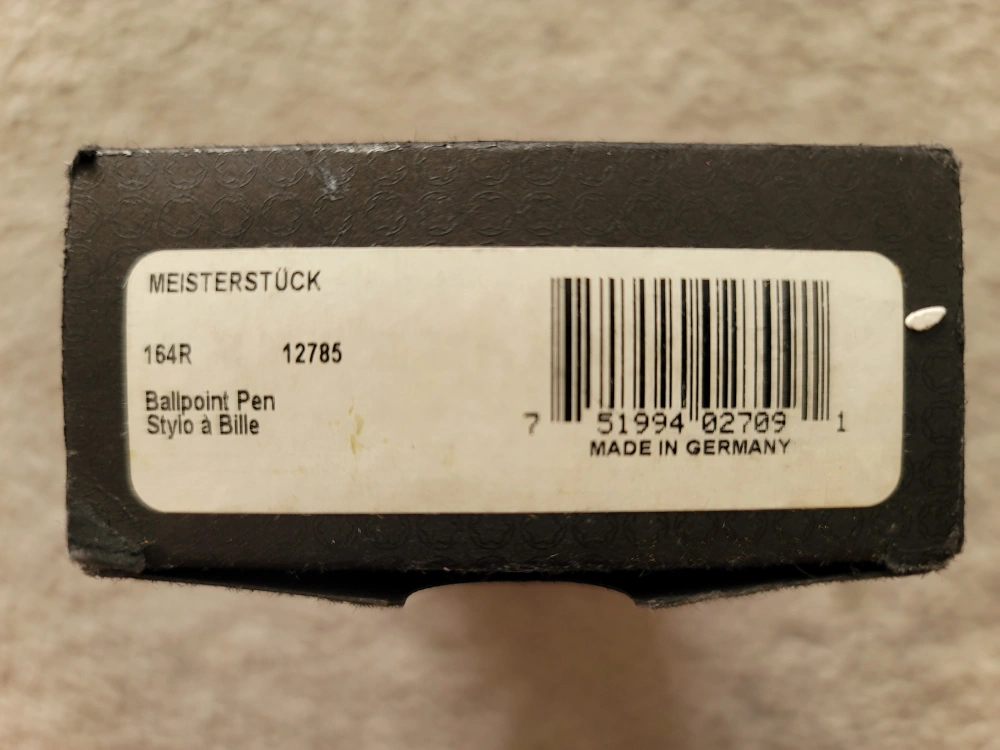 MEISTERSTÜCK
164R 12785
Ballpoint Pen
Stylo à Bille
7 51994 02709 1
MADE IN GERMANY